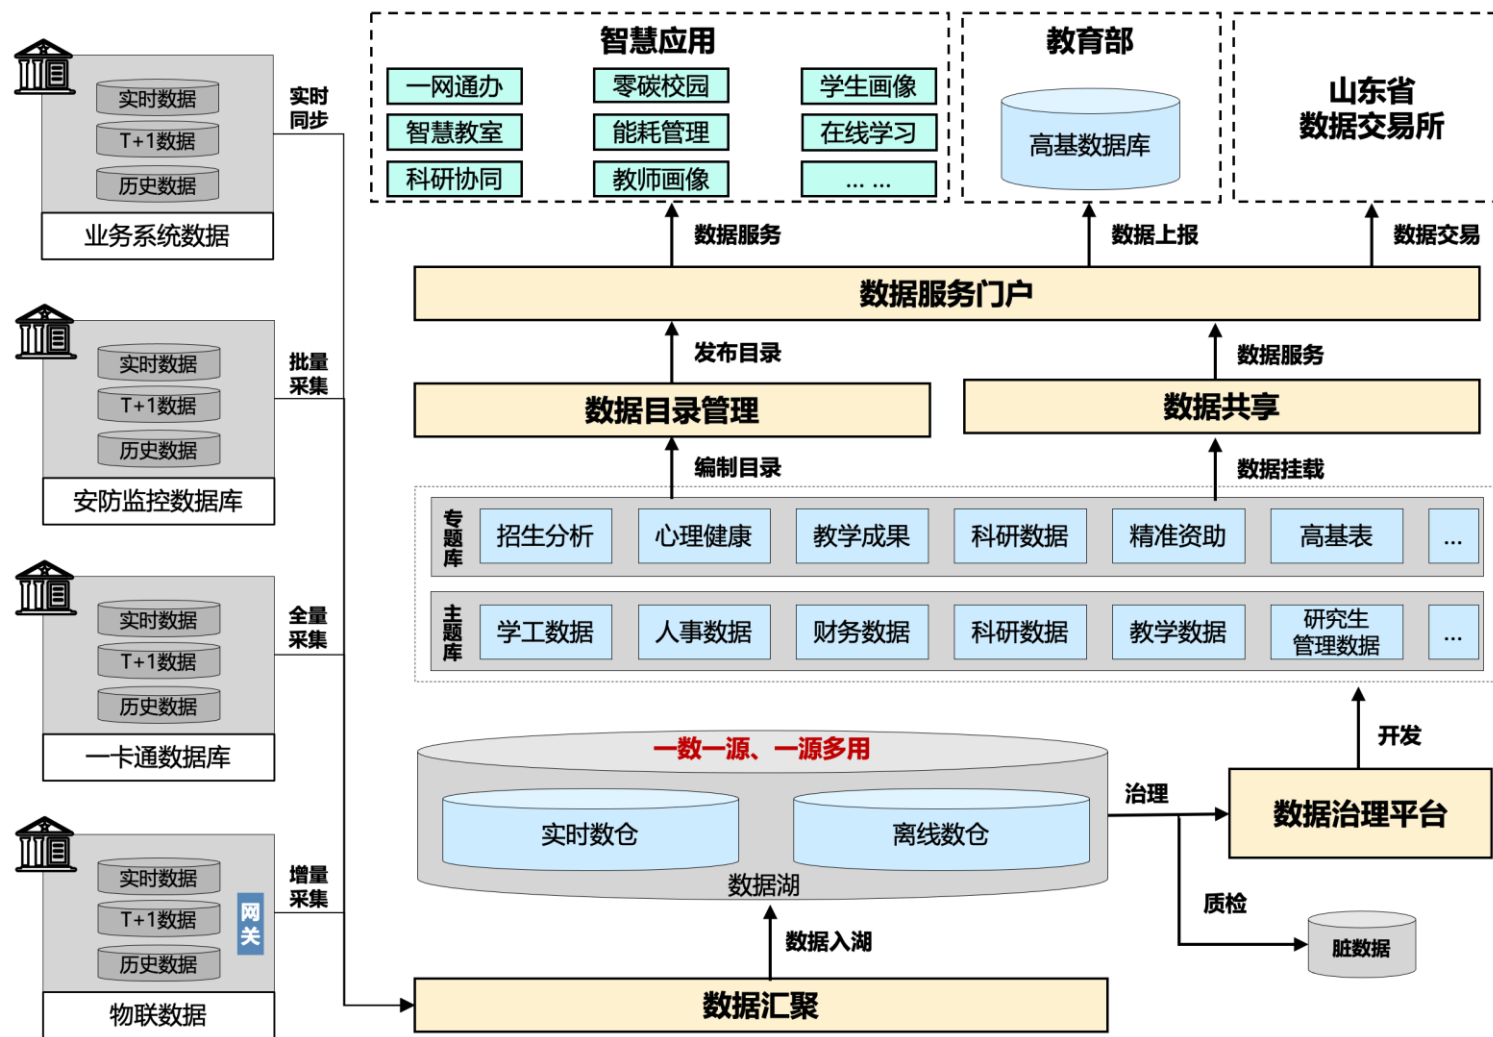 实时数据
T+1数据
历史数据
业务系统数据
实时
同步
实时数据
T+1数据
历史数据
安防监控数据库
批量
采集
实时数据
T+1数据
历史数据
一卡通数据库
全量
采集
实时数据
T+1数据
历史数据
网
关
物联数据
增量
采集
智慧应用
一网通办
零碳校园
学生画像
智慧教室
能耗管理
在线学习
科研协同
教师画像
... ...
教育部
高基数据库
山东省
数据交易所
数据服务
数据上报
数据交易
数据服务门户
发布目录
数据服务
数据目录管理
数据共享
编制目录
数据挂载
专题库
招生分析
心理健康
教学成果
科研数据
精准资助
高基表
...
主题库
学工数据
人事数据
财务数据
科研数据
教学数据
研究生
管理数据
...
开发
一数一源、一源多用
实时数仓
离线数仓
数据湖
治理
数据治理平台
质检
脏数据
数据入湖
数据汇聚